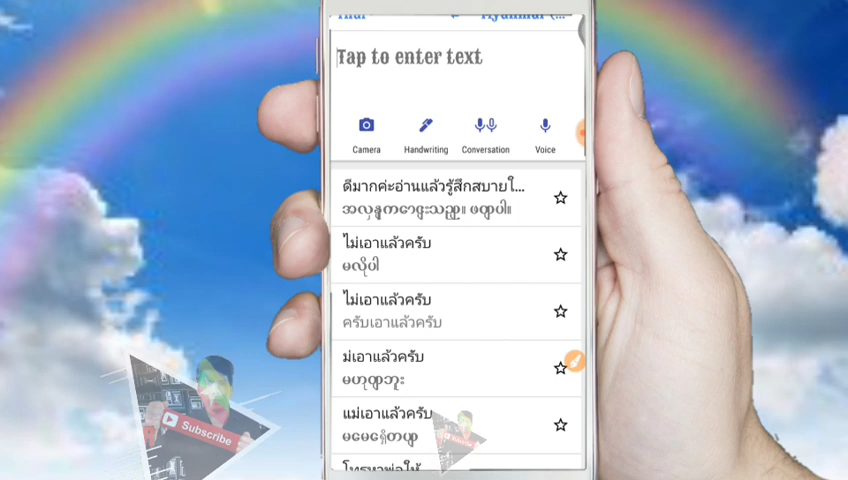 Tap to enter text
Camera
Handwriting
Conversation
Voice
ดีมากค่ะอ่านแล้วรู้สึกสบายใ...
ไม่เอาแล้วครับ
မလိုပါ
ไม่เอาแล้วครับ
ครับเอาแล้วครับ
ม่เอาแล้วครับ
မဟုတ္ဘူး
แม่เอาแล้วครับ
Subscribe
Subscribe